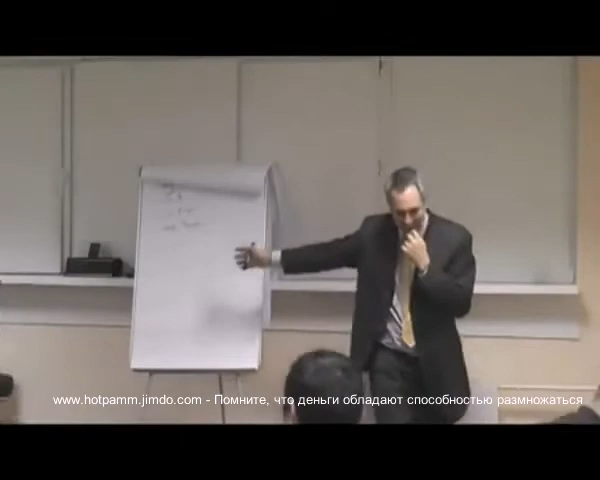 www.hotpamm.jimdo.com - Помните, что деньги обладают способностью размножаться